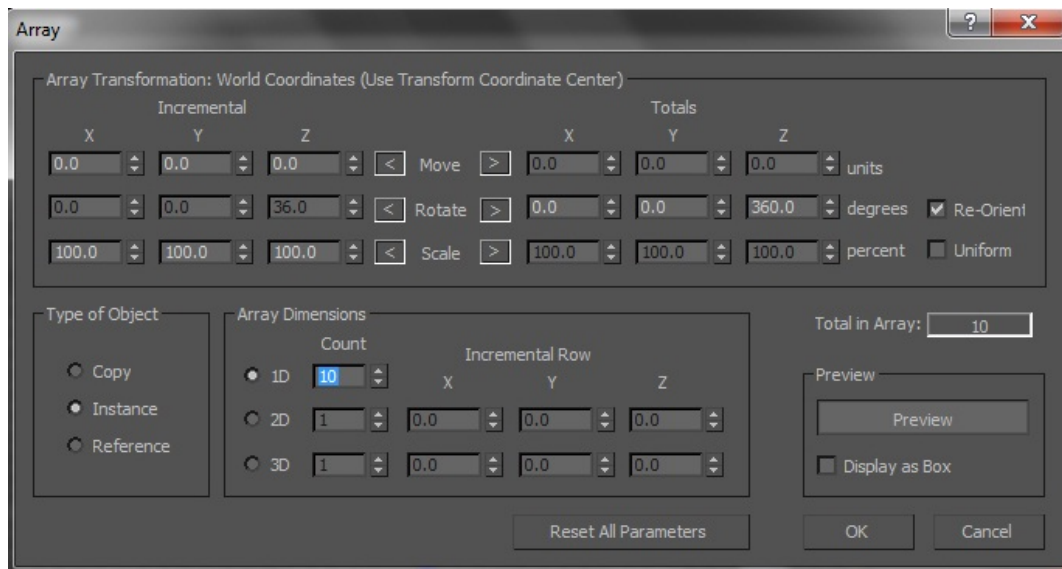 Array
?
X
Array Transformation: World Coordinates (Use Transform Coordinate Center)
Incremental Totals
X Y Z X Y Z
0.0 0.0 0.0 < Move > 0.0 0.0 0.0 units
0.0 0.0 36.0 < Rotate > 0.0 0.0 360.0 degrees Re-Orient
100.0 100.0 100.0 < Scale > 100.0 100.0 100.0 percent Uniform
Type of Object
Copy
Instance
Reference
Array Dimensions
Count
Incremental Row
X Y Z
1D 10
2D 1 0.0 0.0 0.0
3D 1 0.0 0.0 0.0
Total in Array: 10
Preview
Preview
Display as Box
Reset All Parameters OK Cancel